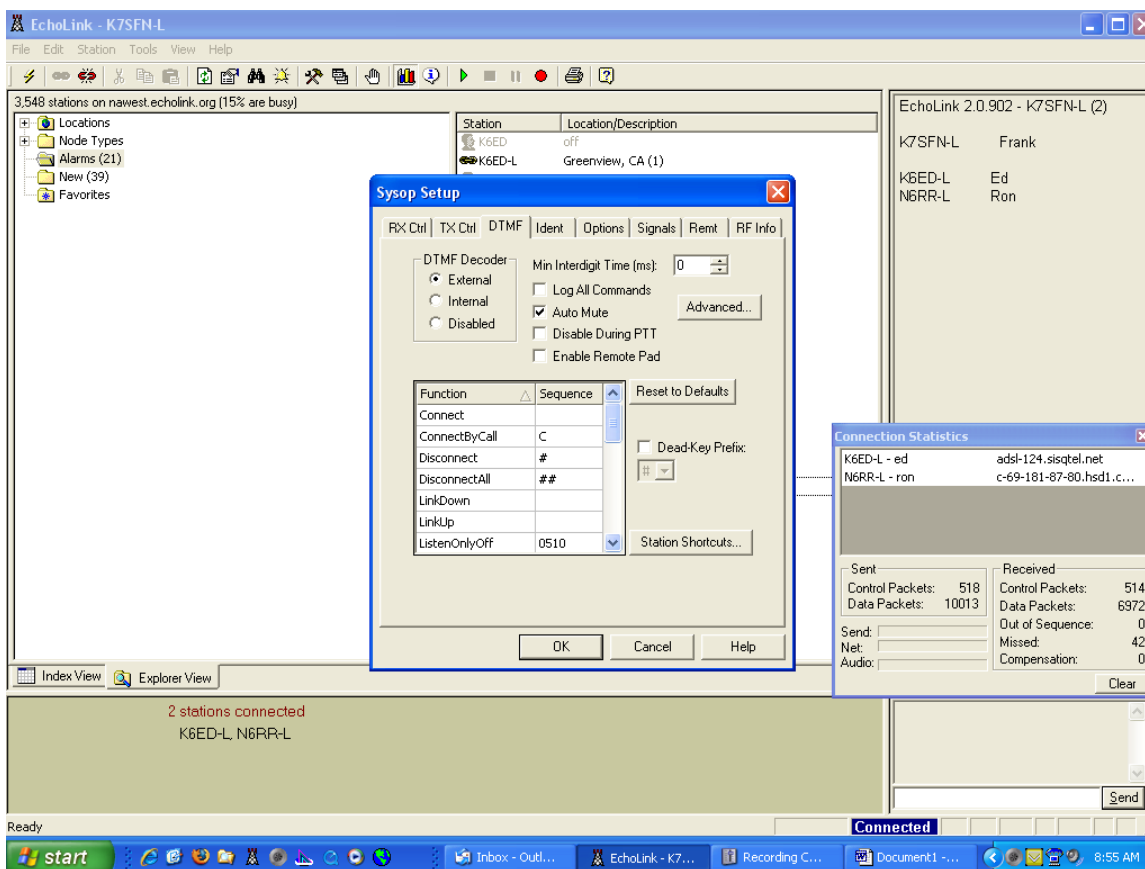 EchoLink - K7SFN-L
File Edit Station Tools View Help
3,548 stations on nawest.echolink.org (15% are busy)
Locations
Node Types
Alarms (21)
New (39)
Favorites
Station Location/Description
K6ED off
K6ED-L Greenview, CA (1)
EchoLink 2.0.902 - K7SFN-L (2)
K7SFN-L Frank
K6ED-L Ed
N6RR-L Ron
Sysop Setup
RX Ctrl TX Ctrl DTMF Ident Options Signals Remt RF Info
DTMF Decoder
External
Internal
Disabled
Min Interdigit Time (ms): 0
Log All Commands
Auto Mute
Disable During PTT
Enable Remote Pad
Advanced...
Function Sequence
Connect
ConnectByCall C
Disconnect #
DisconnectAll ##
LinkDown
LinkUp
ListenOnlyOff 0510
Reset to Defaults
Dead-Key Prefix:
#
Station Shortcuts...
OK Cancel Help
Connection Statistics
K6ED-L - ed adsl-124.sisqtel.net
N6RR-L - ron c-69-181-87-80.hsd1.c...
Sent
Control Packets: 518
Data Packets: 10013
Send:
Net:
Audio:
Received
Control Packets: 514
Data Packets: 6972
Out of Sequence: 0
Missed: 42
Compensation: 0
Clear
Index View Explorer View
2 stations connected
K6ED-L, N6RR-L
Send
Ready
Connected
start Inbox - Outl... EchoLink - K7... Recording C... Document1 -... 8:55 AM